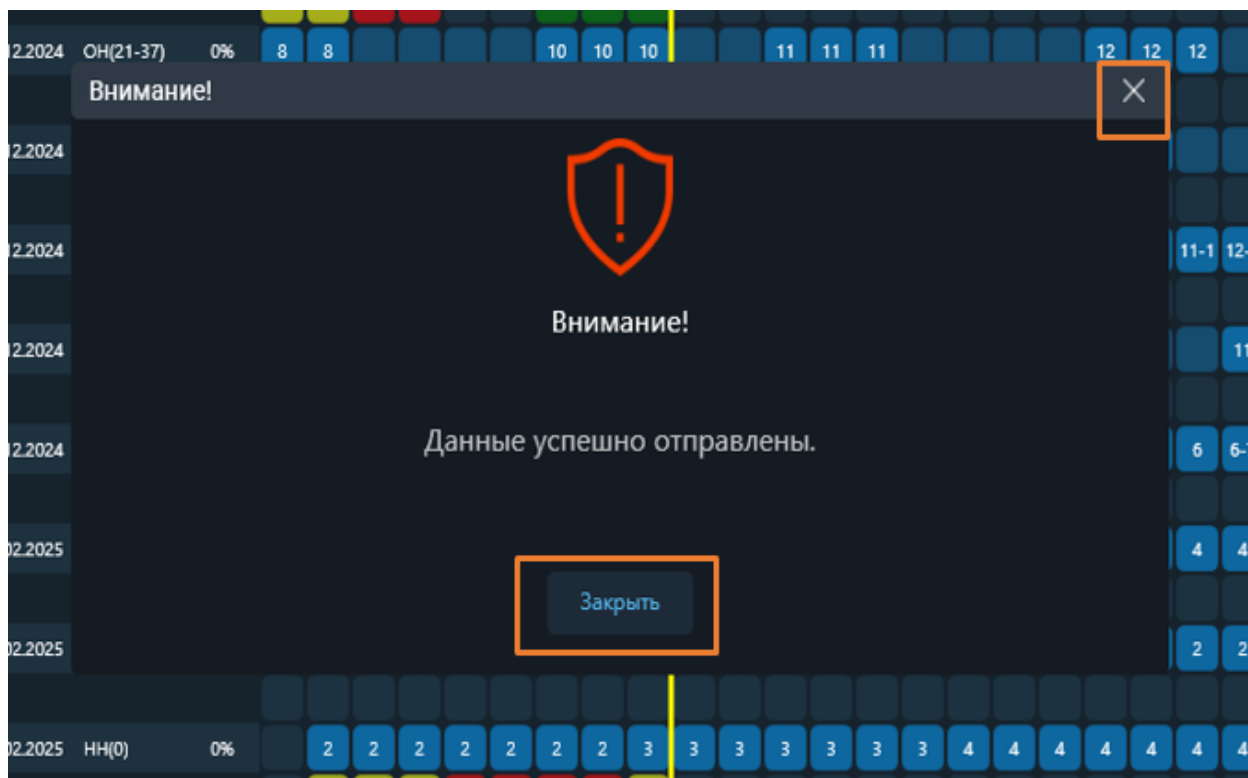 12.2024 ОН(21-37) 0% 8 8 10 10 10 11 11 11 12 12 12
Внимание!
12.2024
12.2024 11-1 12-
Внимание!
12.2024 11
Данные успешно отправлены.
12.2024 6 6-
02.2025 4 4
Закрыть
02.2025 2 2
02.2025 НН(0) 0% 2 2 2 2 2 2 2 3 3 3 3 3 3 3 4 4 4 4 4 4 4